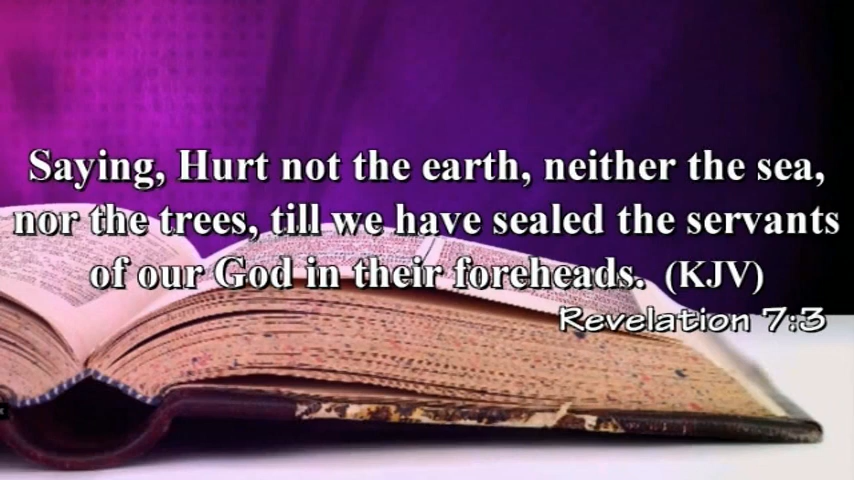 Saying, Hurt not the earth, neither the sea,
nor the trees, till we have sealed the servants
of our God in their foreheads. (KJV)
Revelation 7:3